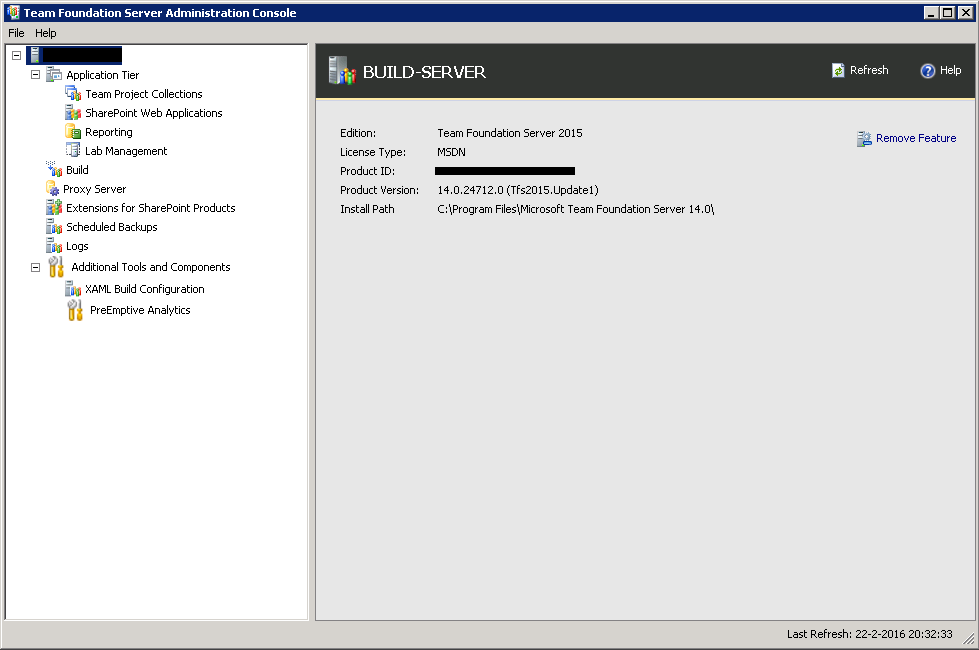 Team Foundation Server Administration Console
File Help
Application Tier
Team Project Collections
SharePoint Web Applications
Reporting
Lab Management
Build
Proxy Server
Extensions for SharePoint Products
Scheduled Backups
Logs
Additional Tools and Components
XAML Build Configuration
PreEmptive Analytics
BUILD-SERVER
Refresh
Help
Edition: Team Foundation Server 2015
License Type: MSDN
Product ID:
Product Version: 14.0.24712.0 (Tfs2015.Update1)
Install Path C:\Program Files\Microsoft Team Foundation Server 14.0\
Remove Feature
Last Refresh: 22-2-2016 20:32:33